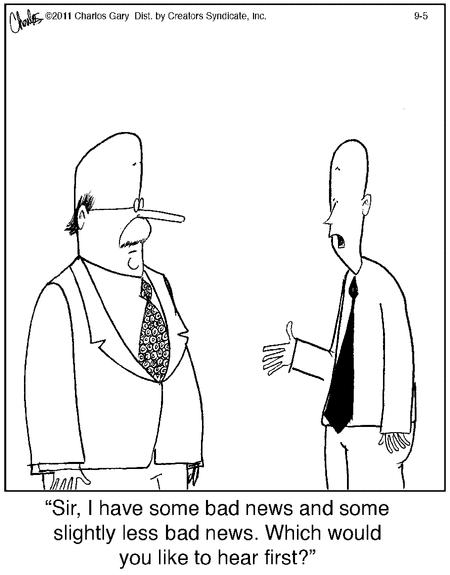 Charlos ©2011 Charlos Gary Dist. by Creators Syndicate, Inc. 9-5
“Sir, I have some bad news and some
slightly less bad news. Which would
you like to hear first?”